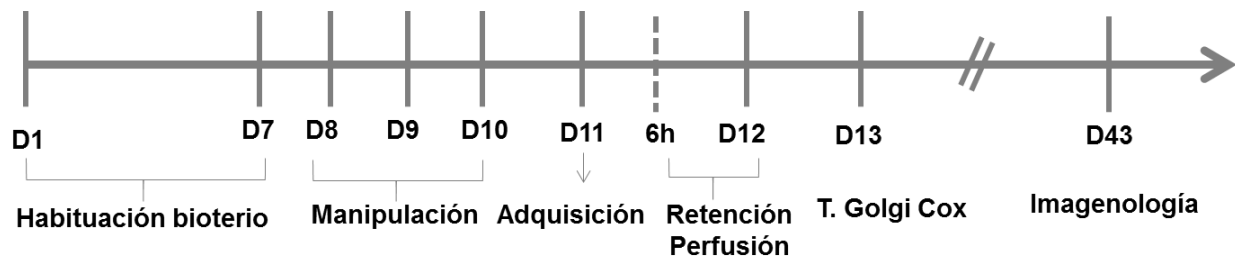 D1
D7
D8
D9
D10
D11
6h
D12
D13
D43
Habituación bioterio
Manipulación
Adquisición
Retención
Perfusión
T. Golgi Cox
Imagenología